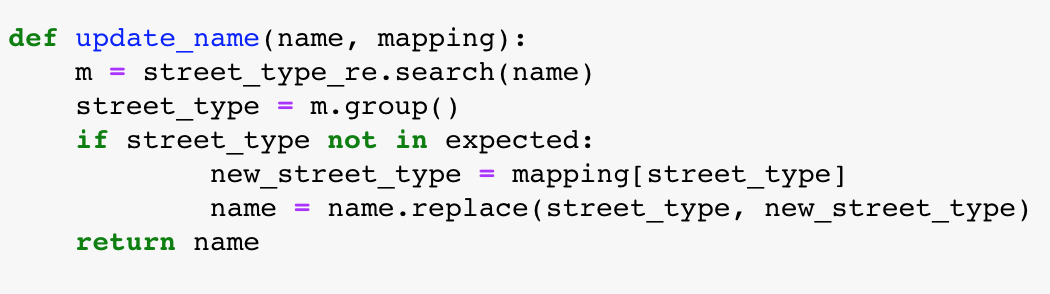 def update_name(name, mapping):
    m = street_type_re.search(name)
    street_type = m.group()
    if street_type not in expected:
            new_street_type = mapping[street_type]
            name = name.replace(street_type, new_street_type)
    return name